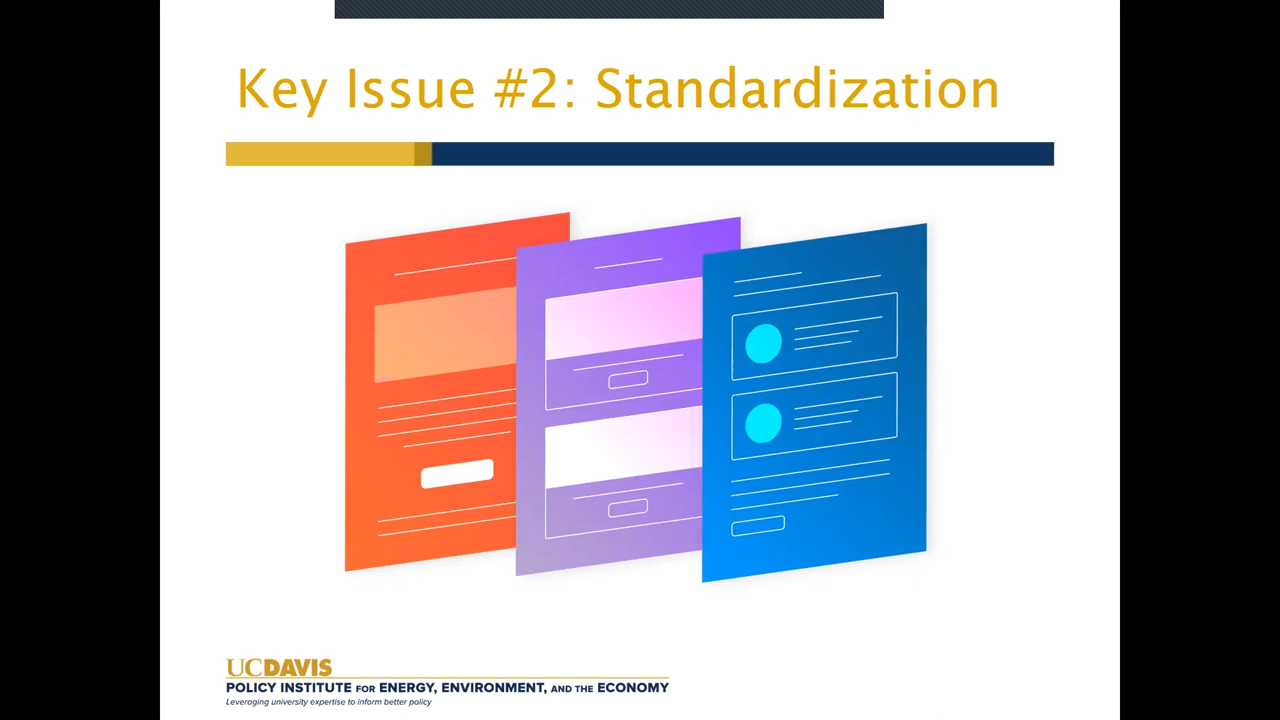 Key Issue #2: Standardization
UCDAVIS
POLICY INSTITUTE FOR ENERGY, ENVIRONMENT, AND THE ECONOMY
Leveraging university expertise to inform better policy